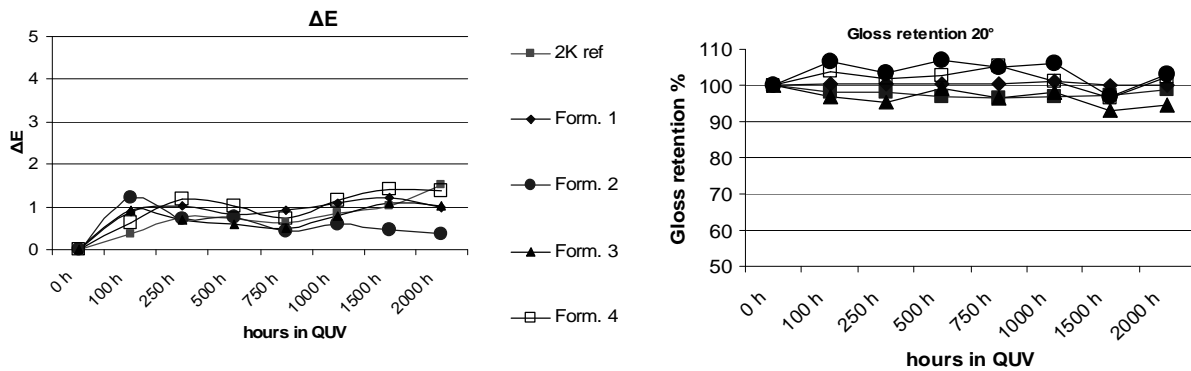 ΔE
5
4
3
2
1
0
ΔE
0 h
100 h
250 h
500 h
750 h
1000 h
1500 h
2000 h
hours in QUV
2K ref
Form. 1
Form. 2
Form. 3
Form. 4
Gloss retention 20°
110
100
90
80
70
60
50
Gloss retention %
0 h
100 h
250 h
500 h
750 h
1000 h
1500 h
2000 h
hours in QUV